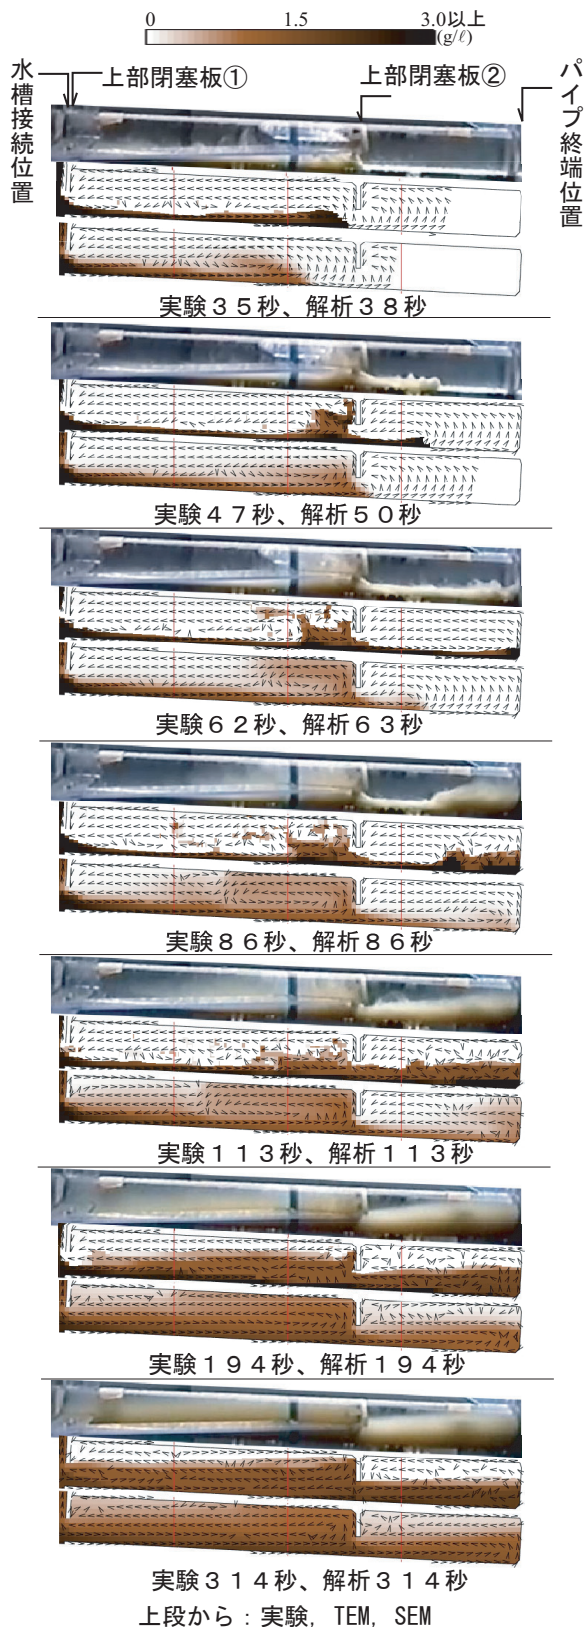 0 1.5 3.0以上
(g/ℓ)
水槽接続位置
上部閉塞板①
上部閉塞板②
パイプ終端位置
実験３５秒、解析３８秒
実験４７秒、解析５０秒
実験６２秒、解析６３秒
実験８６秒、解析８６秒
実験１１３秒、解析１１３秒
実験１９４秒、解析１９４秒
実験３１４秒、解析３１４秒
上段から：実験, TEM, SEM